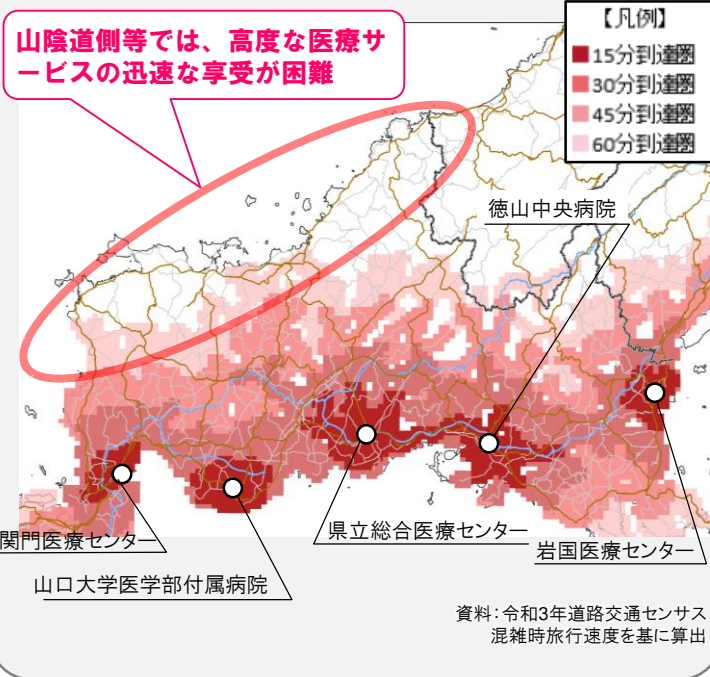 山陰道側等では、高度な医療サ
ービスの迅速な享受が困難
【凡例】
15分到達圏
30分到達圏
45分到達圏
60分到達圏
徳山中央病院
関門医療センター
県立総合医療センター
岩国医療センター
山口大学医学部付属病院
資料：令和3年道路交通センサス
混雑時旅行速度を基に算出